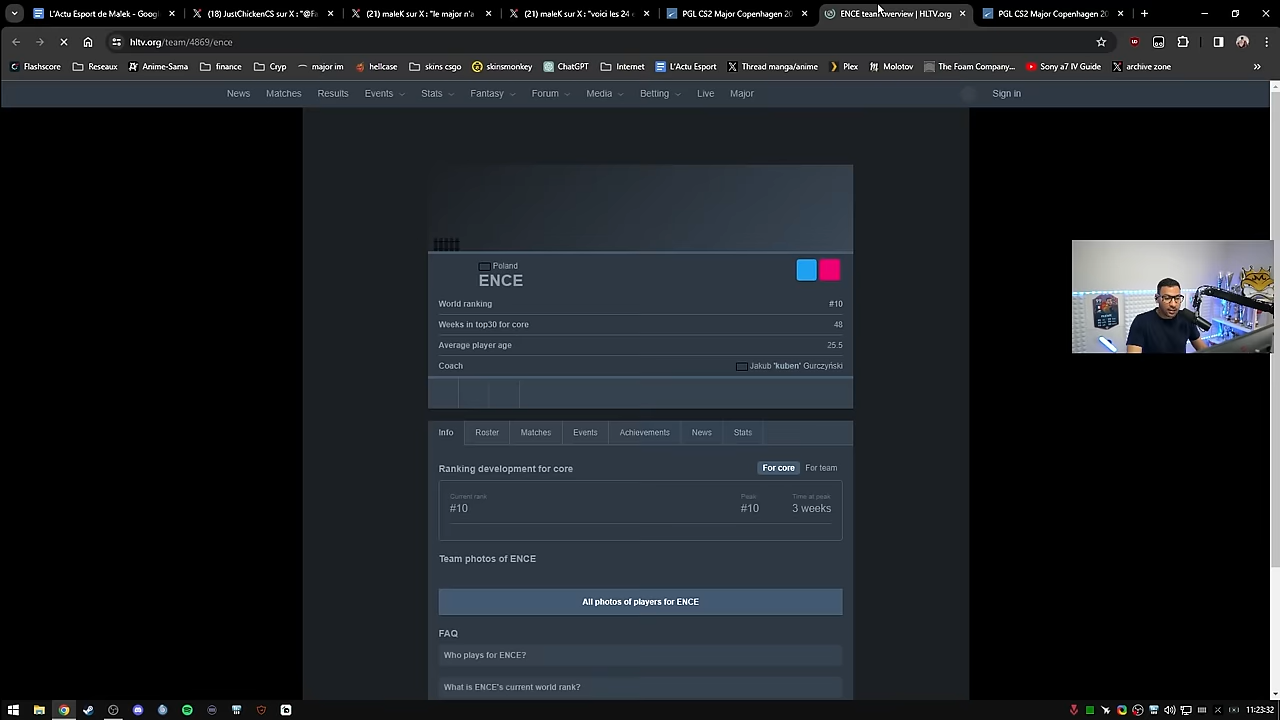 L'Actu Esport de Malek - Googl
(18) JustChickenCS sur X : "@Fa
(21) maleK sur X : "le major n'a
(21) maleK sur X : "voici les 24 e
PGL CS2 Major Copenhagen 20
ENCE team overview | HLTV.org
PGL CS2 Major Copenhagen 20
hltv.org/team/4869/ence
Flashscore
Reseaux
Anime-Sama
finance
Cryp
major im
hellcase
skins csgo
skinsmonkey
ChatGPT
Internet
L'Actu Esport
Thread manga/anime
Plex
Molotov
The Foam Company...
Sony a7 IV Guide
archive zone
News
Matches
Results
Events
Stats
Fantasy
Forum
Media
Betting
Live
Major
Sign in
Poland
ENCE
World ranking
#10
Weeks in top30 for core
48
Average player age
25.5
Coach
Jakub 'kuben' Gurczyński
Info
Roster
Matches
Events
Achievements
News
Stats
Ranking development for core
For core
For team
Current rank
Peak
Time at peak
#10
#10
3 weeks
Team photos of ENCE
All photos of players for ENCE
FAQ
Who plays for ENCE?
What is ENCE's current world rank?
11:23:32